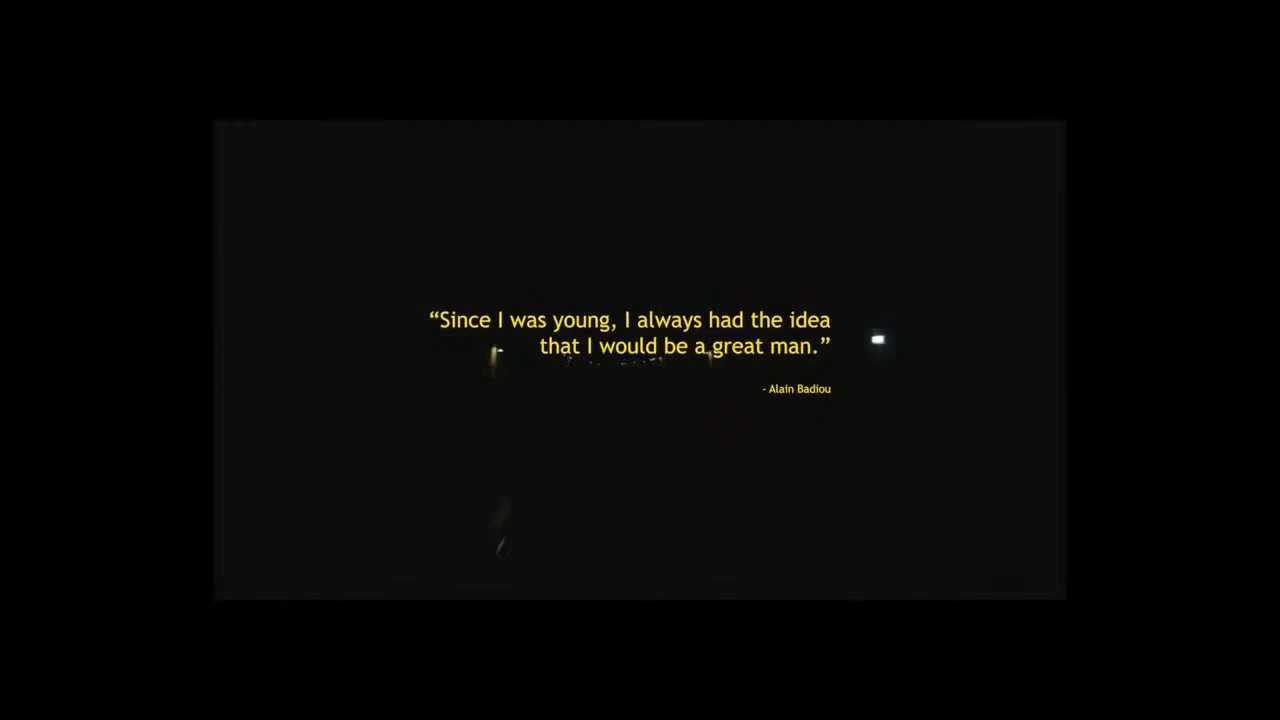 “Since I was young, I always had the idea
that I would be a great man.”
- Alain Badiou